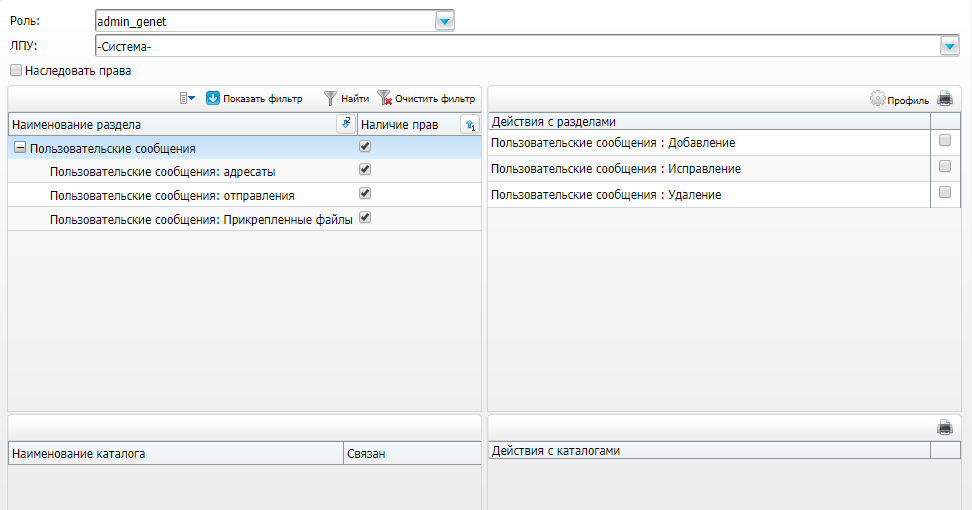 Роль: admin_genet
ЛПУ: -Система-
Наследовать права
Показать фильтр Найти Очистить фильтр
Наименование раздела Наличие прав
Пользовательские сообщения
Пользовательские сообщения: адресаты
Пользовательские сообщения: отправления
Пользовательские сообщения: Прикрепленные файлы
Профиль
Действия с разделами
Пользовательские сообщения : Добавление
Пользовательские сообщения : Исправление
Пользовательские сообщения : Удаление
Наименование каталога Связан
Действия с каталогами